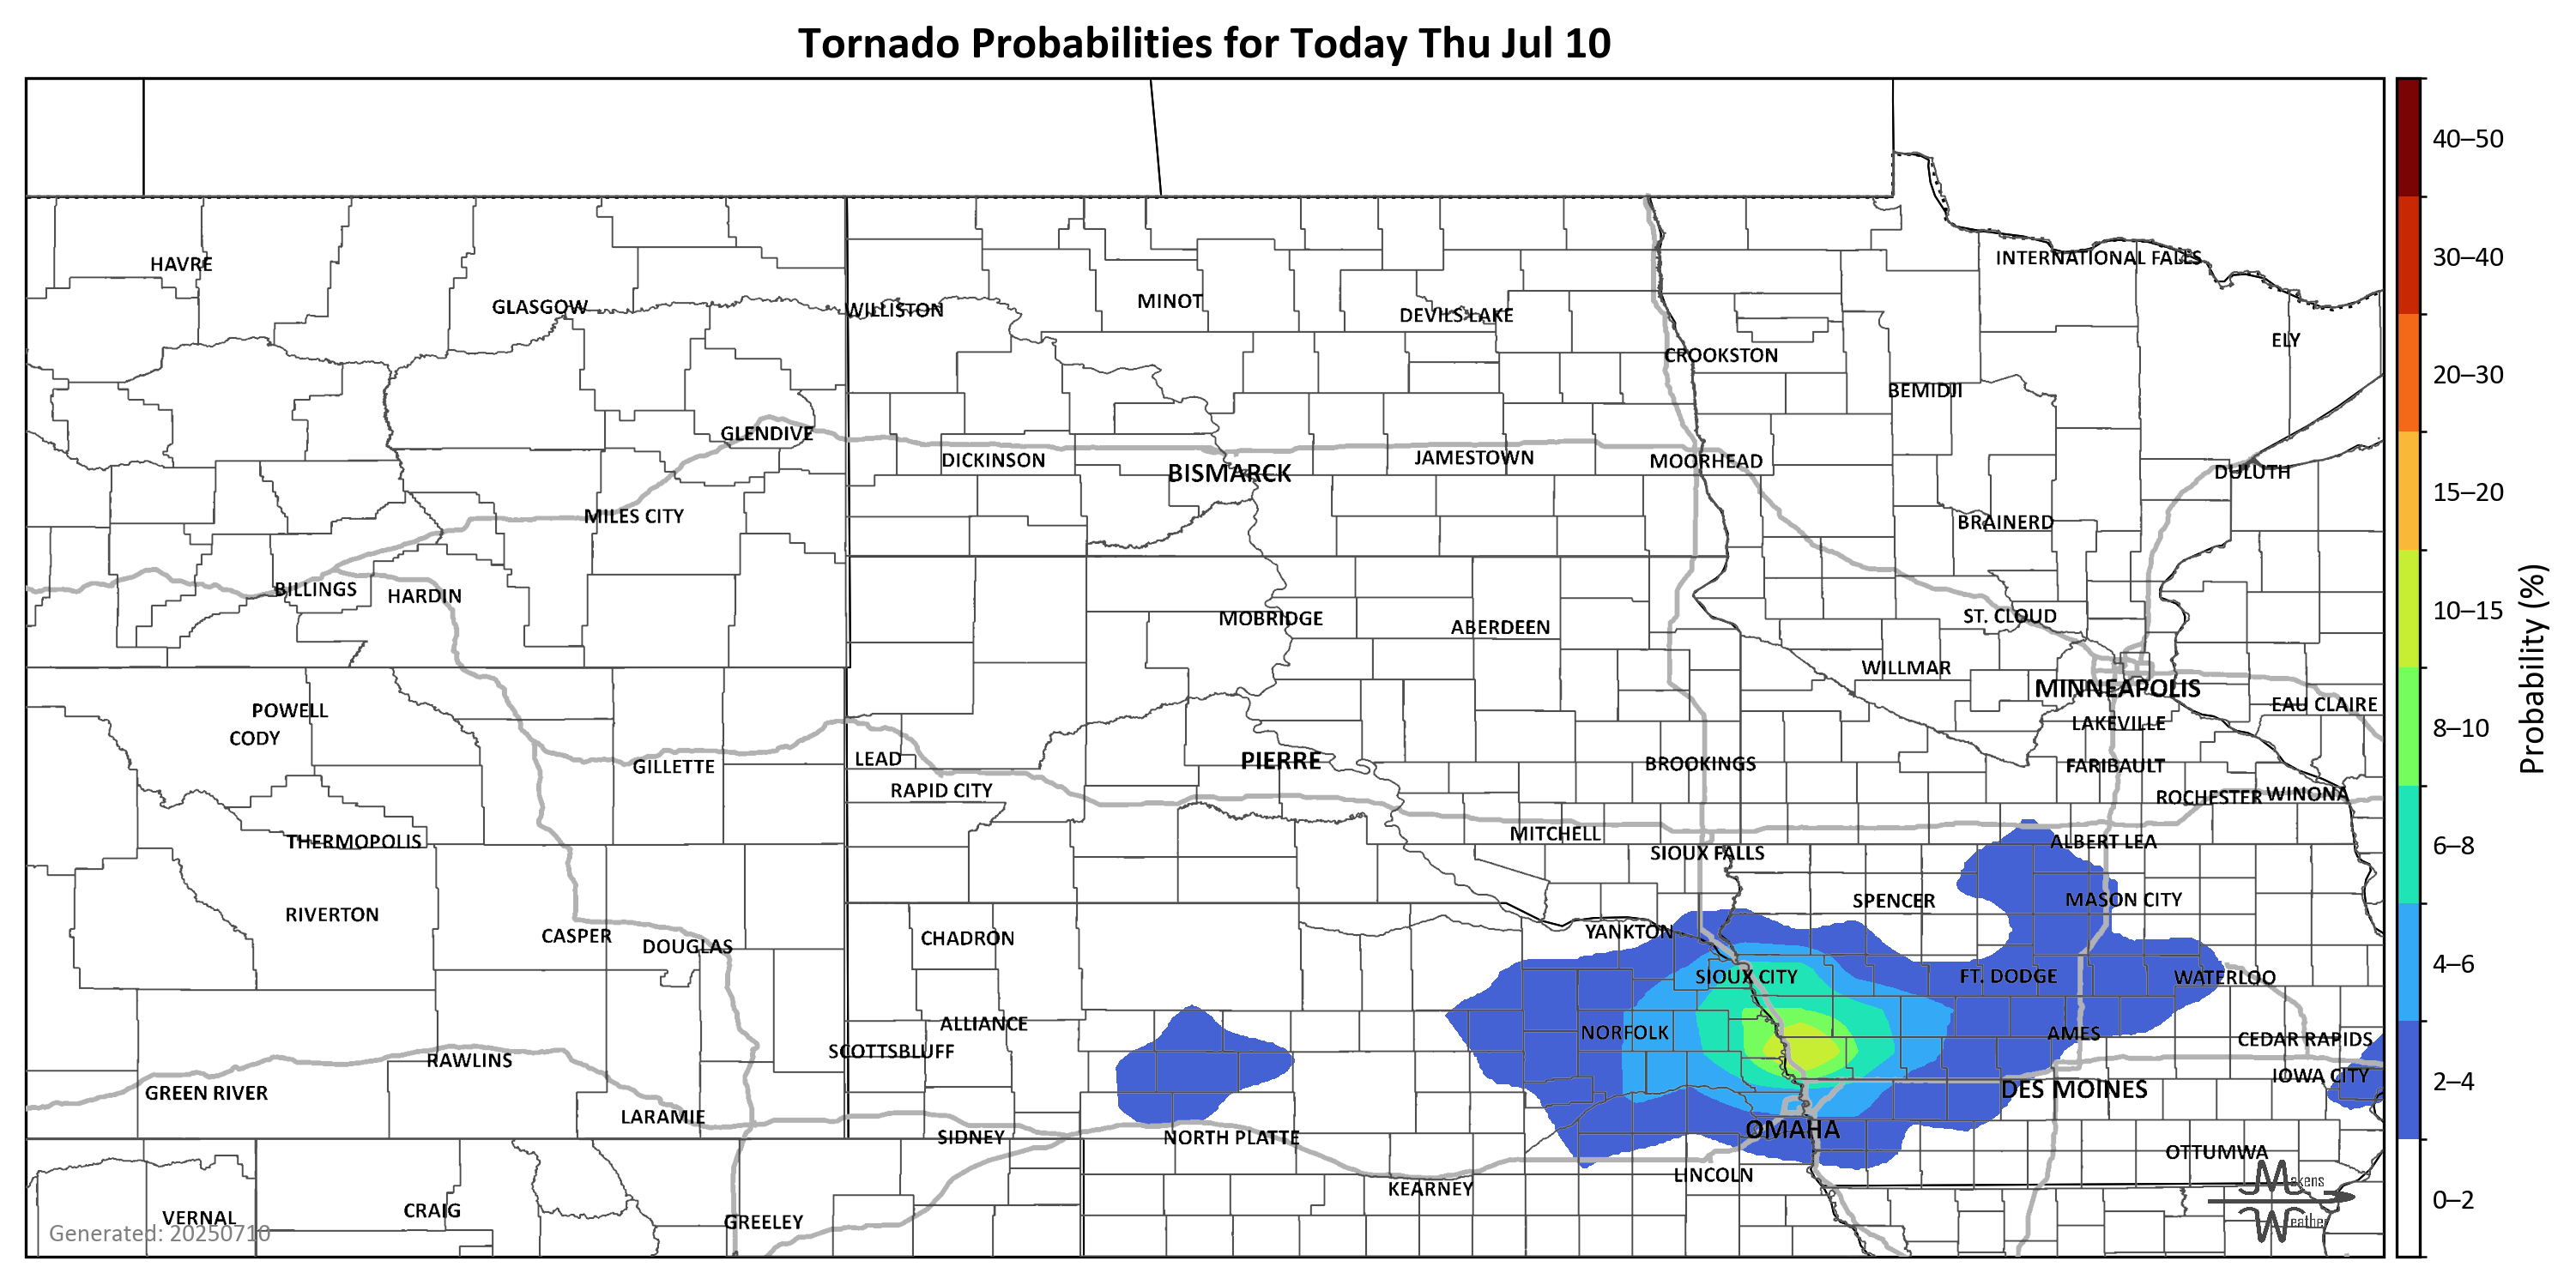 Tornado Probabilities for Today Thu Jul 10
40–50
HAVRE
INTERNATIONAL FALLS
30–40
GLASGOW
WILLISTON
MINOT
DEVILS LAKE
ELY
CROOKSTON
20–30
BEMIDJI
GLENDIVE
DICKINSON
BISMARCK
JAMESTOWN
MOORHEAD
DULUTH
15–20
MILES CITY
BRAINERD
BILLINGS
HARDIN
MOBRIDGE
ABERDEEN
ST. CLOUD
10–15
WILLMAR
MINNEAPOLIS
Probability (%)
POWELL
EAU CLAIRE
CODY
LAKEVILLE
8–10
GILLETTE
LEAD
PIERRE
BROOKINGS
FARIBAULT
RAPID CITY
ROCHESTER
WINONA
THERMOPOLIS
MITCHELL
ALBERT LEA
6–8
SIOUX FALLS
RIVERTON
SPENCER
MASON CITY
CASPER
DOUGLAS
CHADRON
YANKTON
4–6
SIOUX CITY
FT. DODGE
WATERLOO
ALLIANCE
NORFOLK
AMES
CEDAR RAPIDS
SCOTTSBLUFF
RAWLINS
IOWA CITY
2–4
GREEN RIVER
DES MOINES
LARAMIE
SIDNEY
NORTH PLATTE
OMAHA
OTTUMWA
LINCOLN
KEARNEY
Makens
Weather
0–2
VERNAL
CRAIG
GREELEY
Generated: 20250710